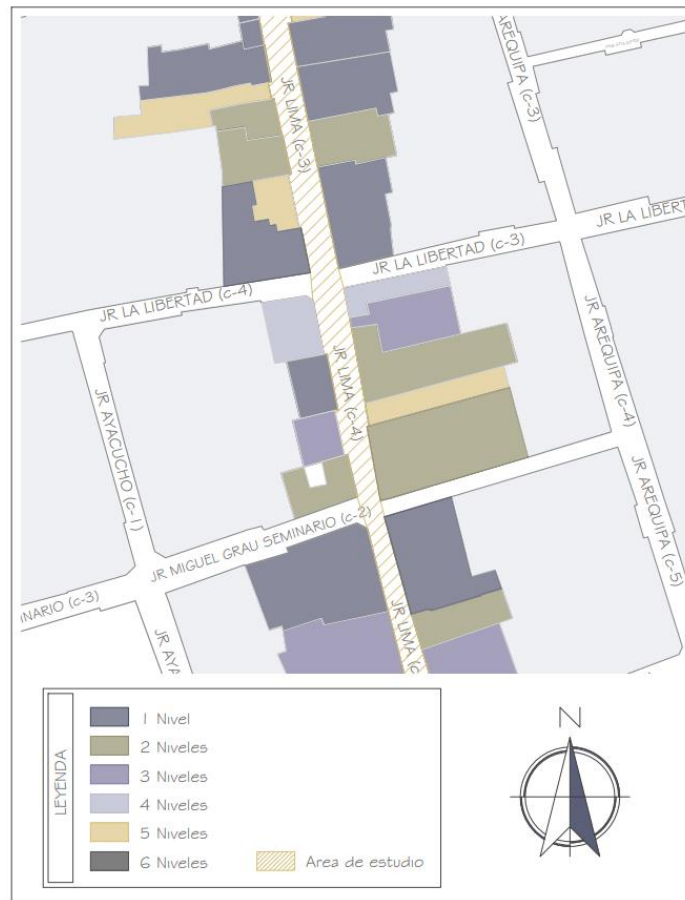 JR LIMA (c-3)
AREQUIPA (c-3)
JR LA LIBERTAD (c-3)
JR LA LIBERT
JR LA LIBERTAD (c-4)
JR LIMA (c-4)
JR AREQUIPA (c-4)
JR AYACUCHO (c-1)
JR MIGUEL GRAU SEMINARIO (c-2)
NARIO (c-3)
JR AYA
JR LIMA (c
JR AREQUIPA (c-5)
LEYENDA
1 Nivel
2 Niveles
3 Niveles
4 Niveles
5 Niveles
6 Niveles
Area de estudio
N